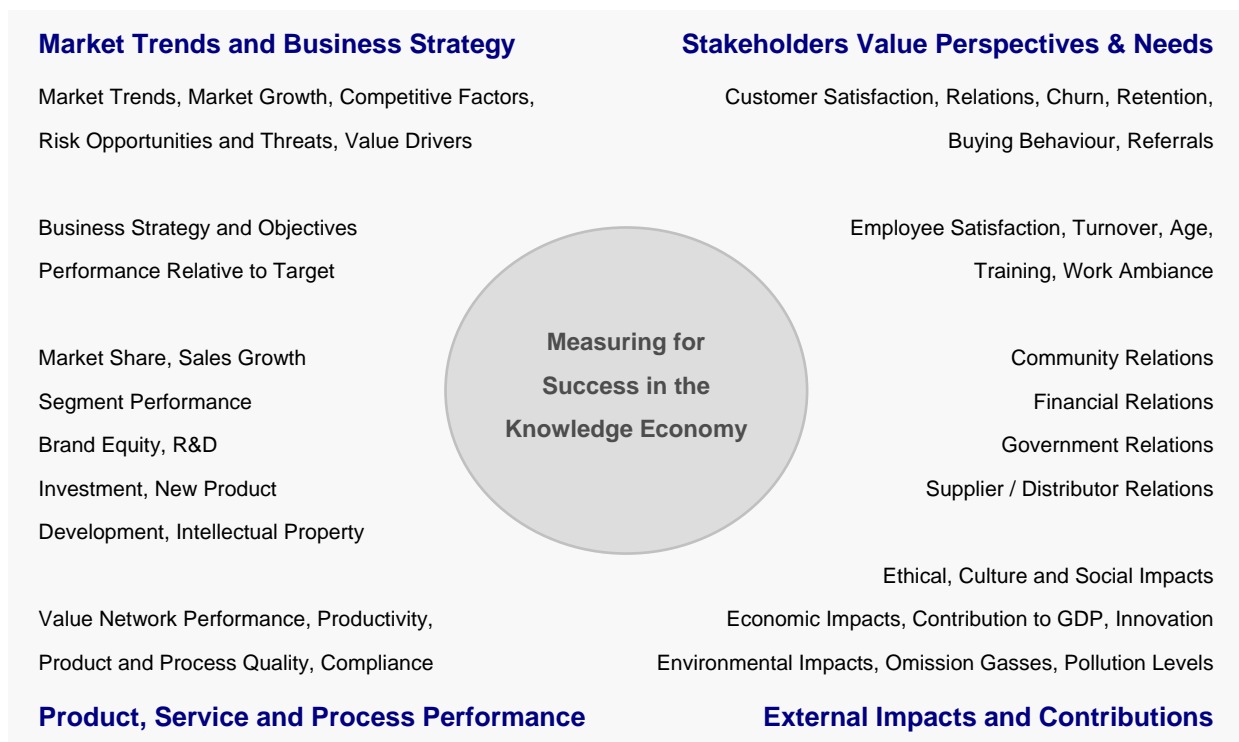 Market Trends and Business Strategy
Market Trends, Market Growth, Competitive Factors,
Risk Opportunities and Threats, Value Drivers
Business Strategy and Objectives
Performance Relative to Target
Market Share, Sales Growth
Segment Performance
Brand Equity, R&D
Investment, New Product
Development, Intellectual Property
Value Network Performance, Productivity,
Product and Process Quality, Compliance
Product, Service and Process Performance
Measuring for
Success in the
Knowledge Economy
Stakeholders Value Perspectives & Needs
Customer Satisfaction, Relations, Churn, Retention,
Buying Behaviour, Referrals
Employee Satisfaction, Turnover, Age,
Training, Work Ambiance
Community Relations
Financial Relations
Government Relations
Supplier / Distributor Relations
Ethical, Culture and Social Impacts
Economic Impacts, Contribution to GDP, Innovation
Environmental Impacts, Omission Gasses, Pollution Levels
External Impacts and Contributions